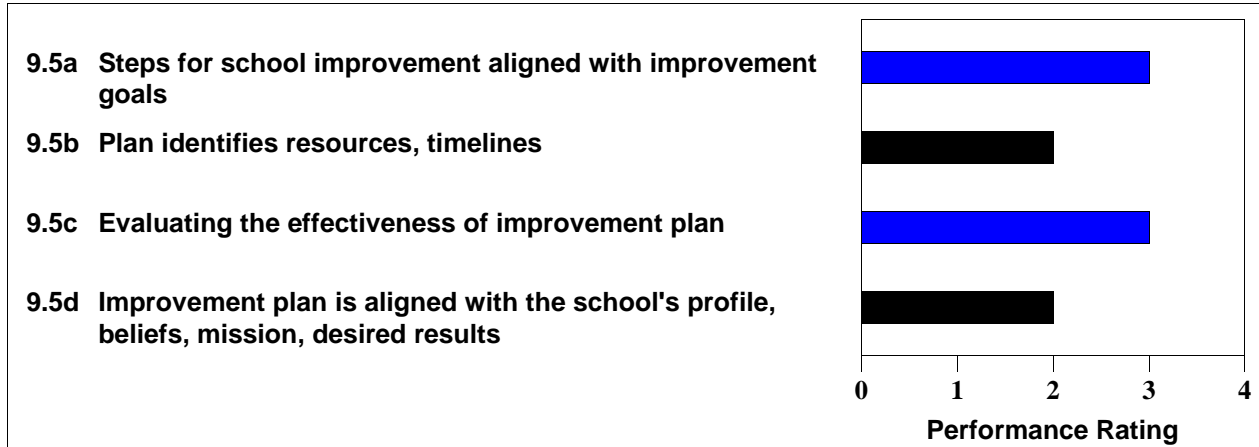 9.5a Steps for school improvement aligned with improvement
goals
9.5b Plan identifies resources, timelines
9.5c Evaluating the effectiveness of improvement plan
9.5d Improvement plan is aligned with the school's profile,
beliefs, mission, desired results
0 1 2 3 4
Performance Rating